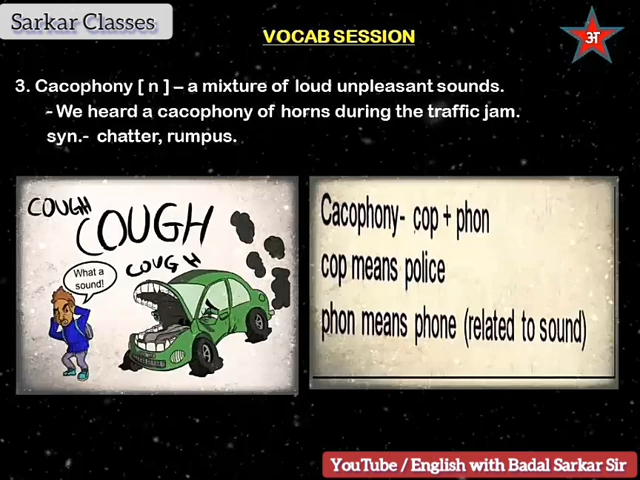 Sarkar Classes
VOCAB SESSION
अ
3. Cacophony [ n ] – a mixture of loud unpleasant sounds.
- We heard a cacophony of horns during the traffic jam.
syn.- chatter, rumpus.
COUGH
COUGH
COUGH
What a
sound!
Cacophony- cop + phon
cop means police
phon means phone (related to sound)
YouTube / English with Badal Sarkar Sir